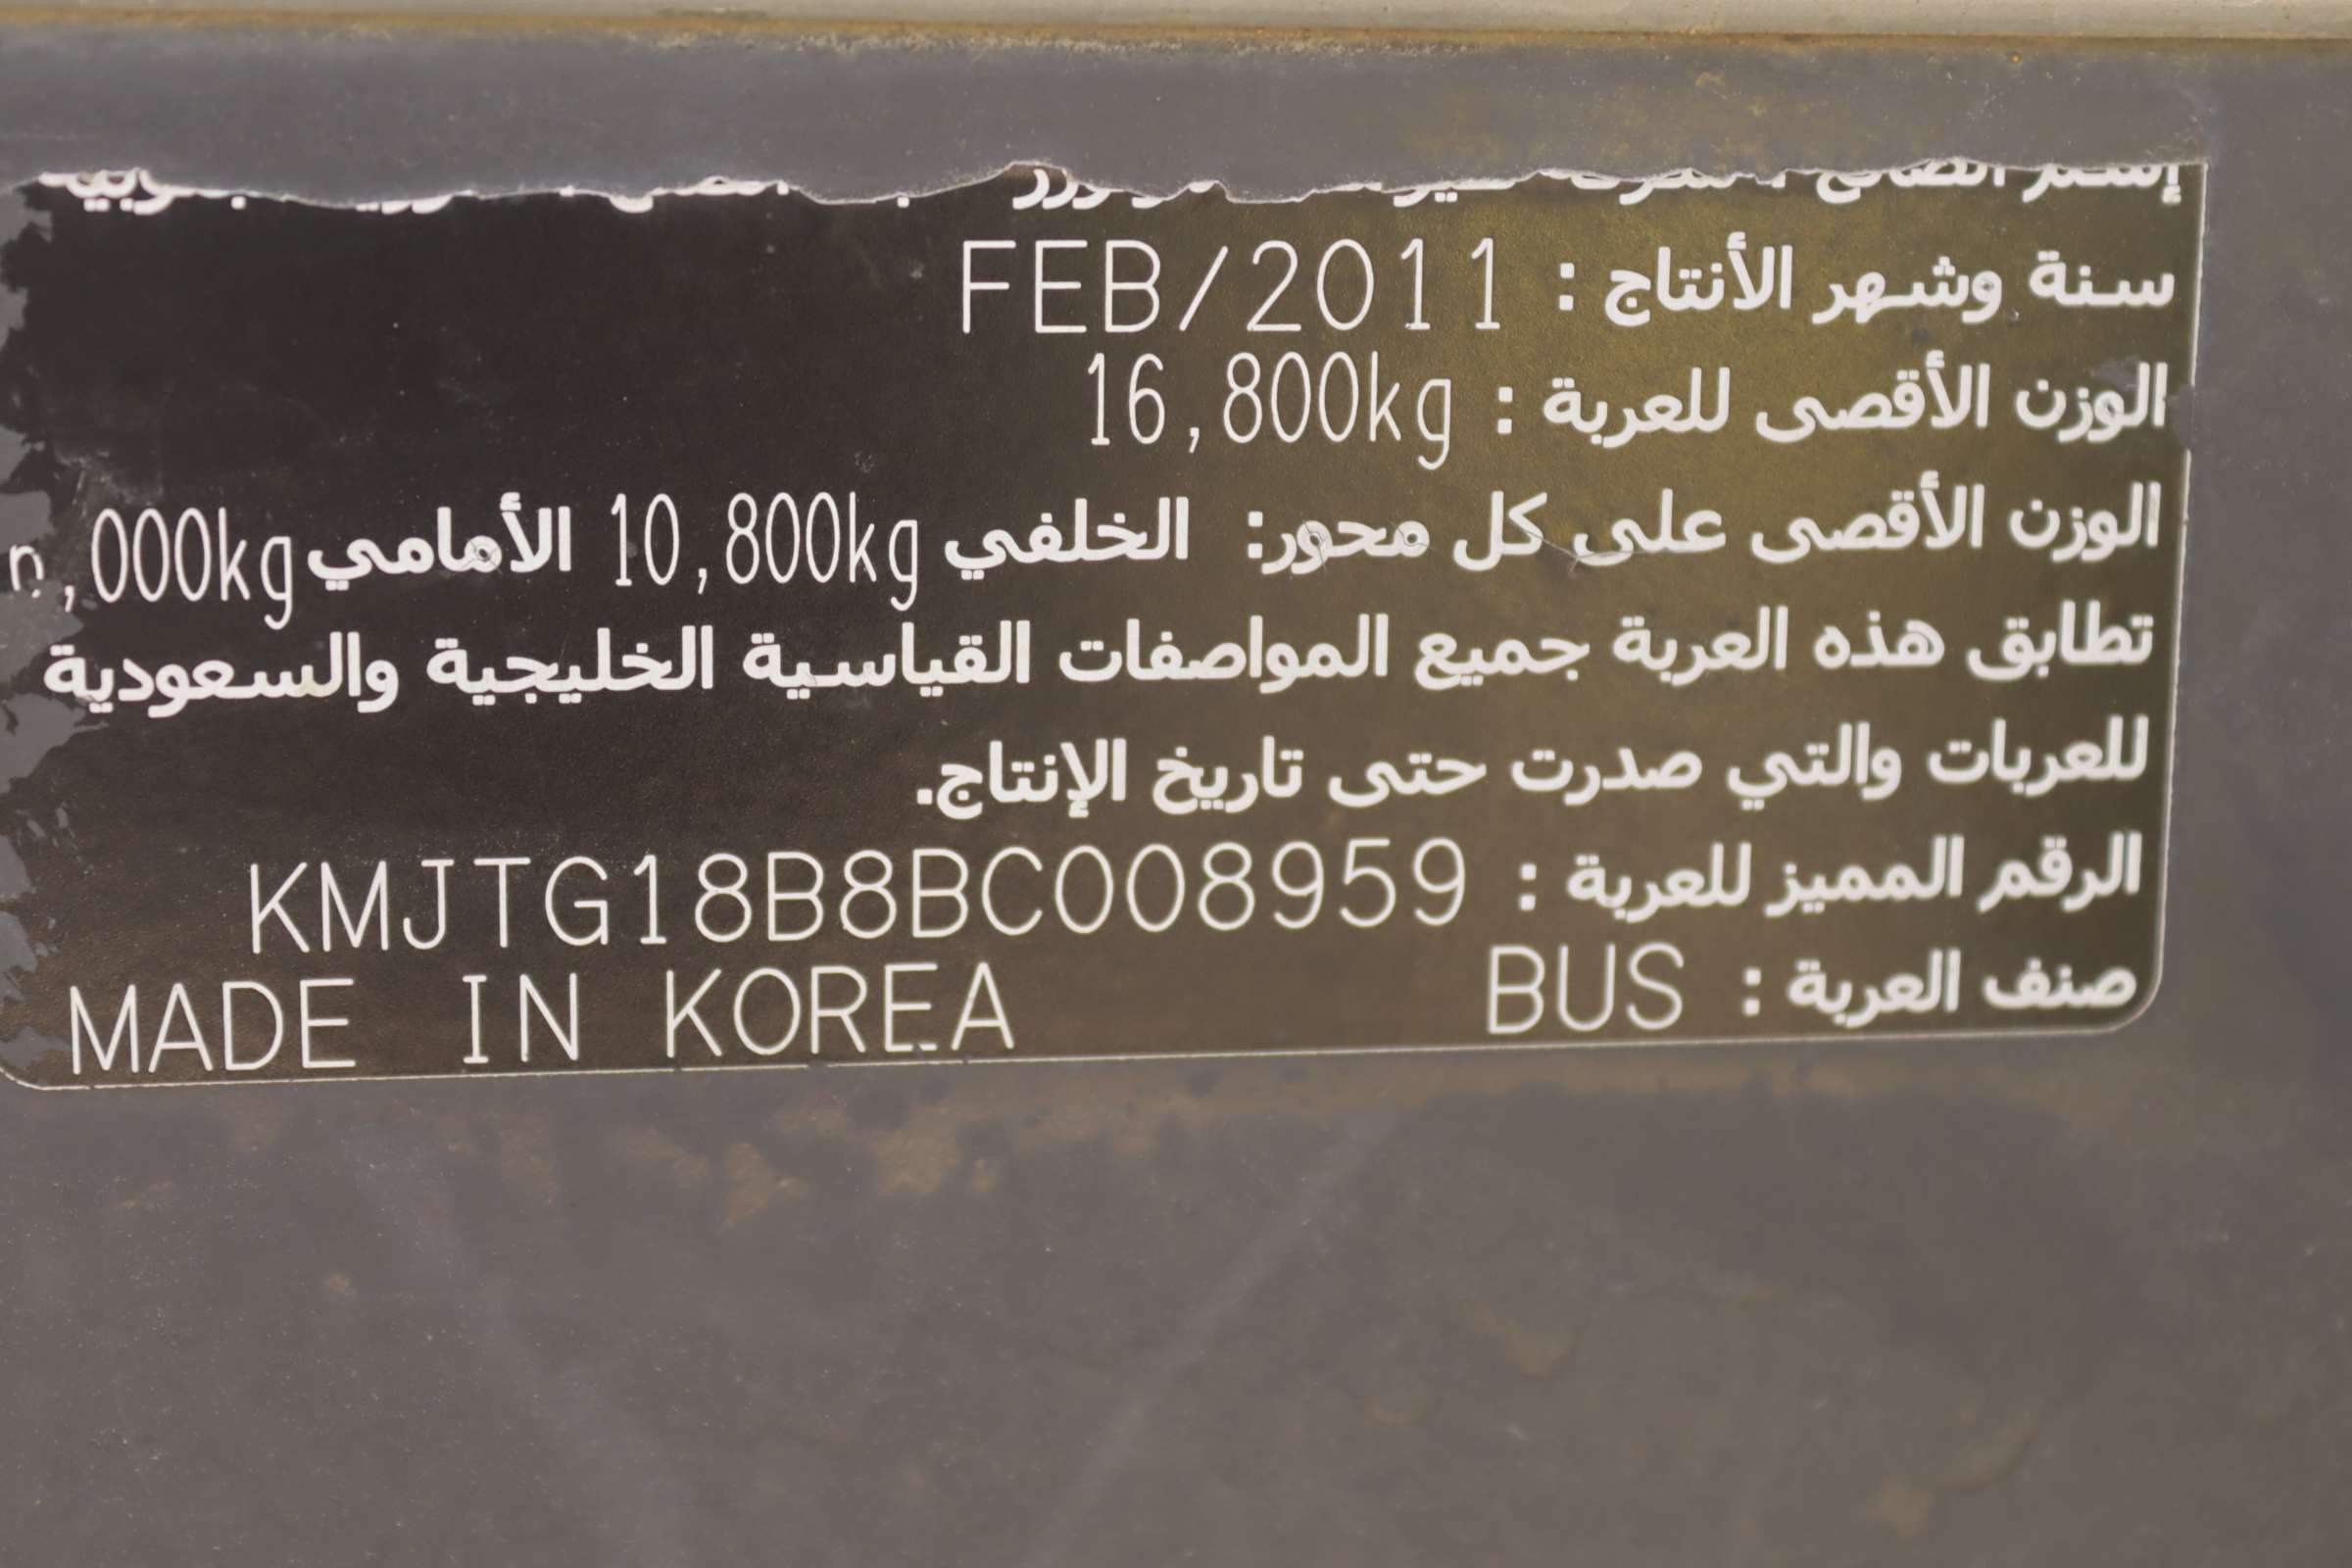 سنة وشهر الأنتاج : FEB/2011
الوزن الأقصى للعربة : 16,800kg
الوزن الأقصى على كل محور: الخلفي 10,800kg الأمامي ,000kg
تطابق هذه العربة جميع المواصفات القياسية الخليجية والسعودية
للعربات والتي صدرت حتى تاريخ الإنتاج.
الرقم المميز للعربة : KMJTG18B8BC008959
صنف العربة : BUS MADE IN KOREA